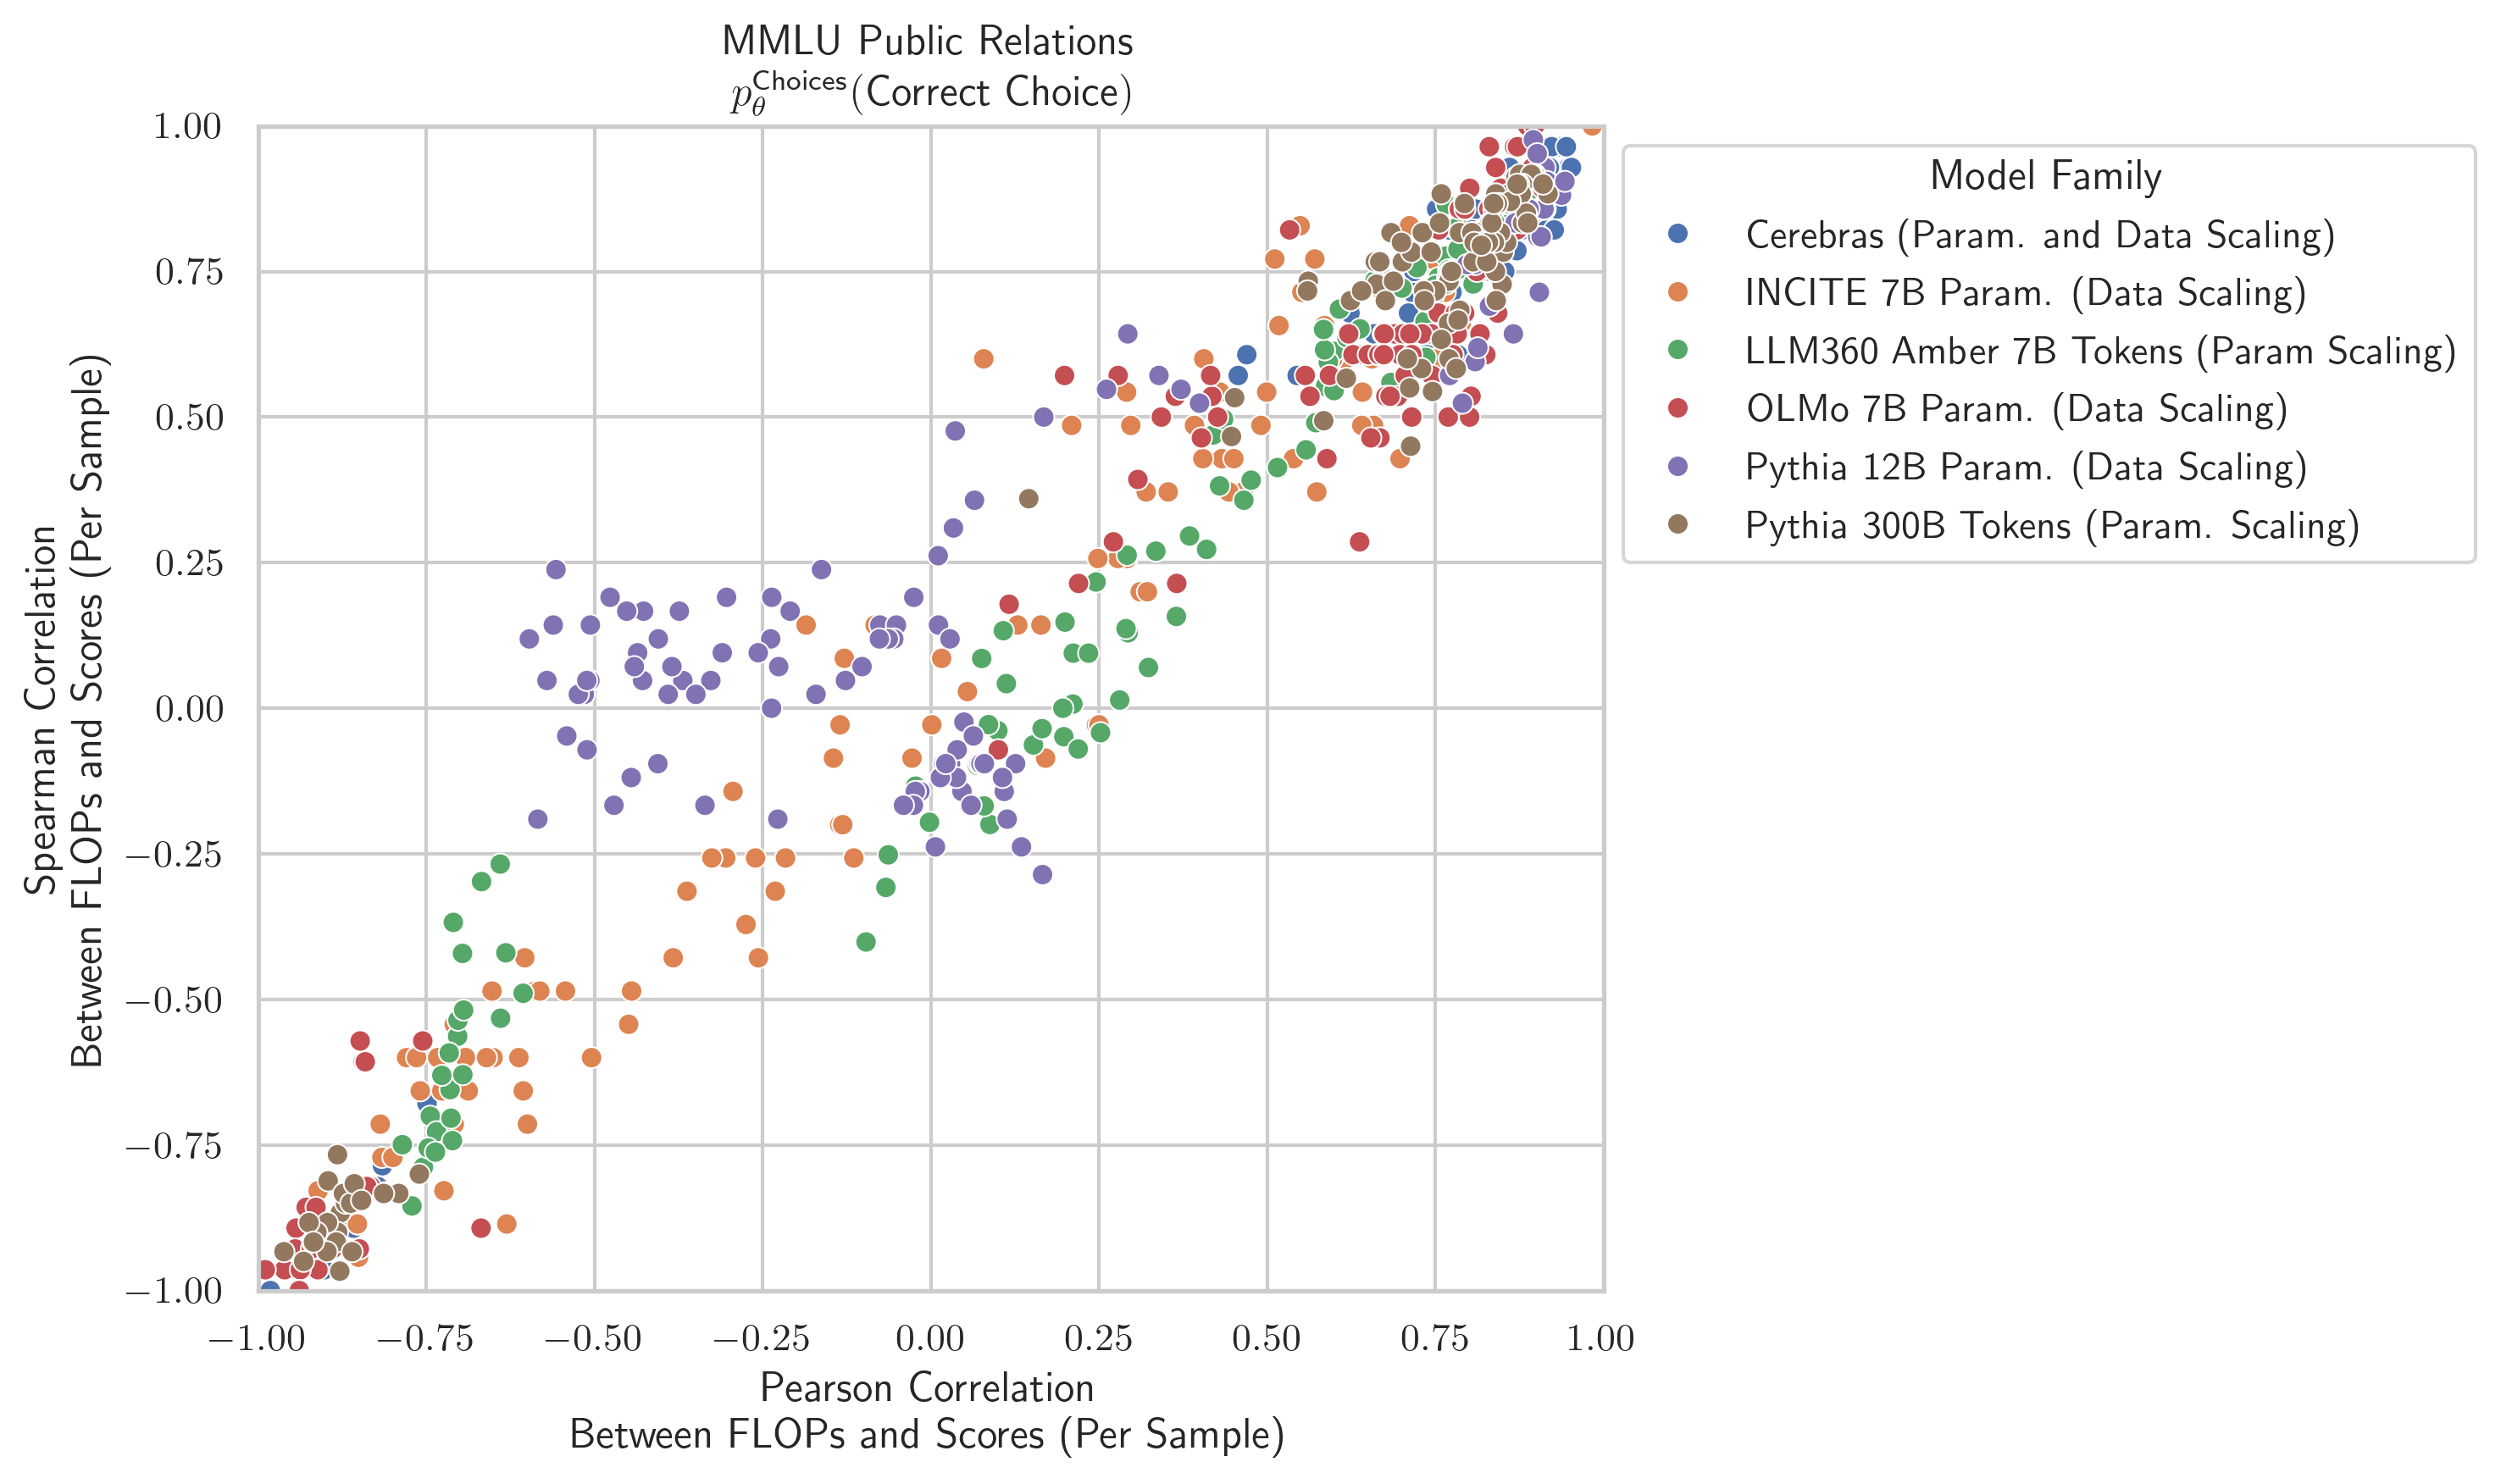 MMLU Public Relations
p_θ^Choices(Correct Choice)
1.00
0.75
0.50
0.25
0.00
−0.25
−0.50
−0.75
−1.00
Spearman Correlation
Between FLOPs and Scores (Per Sample)
−1.00 −0.75 −0.50 −0.25 0.00 0.25 0.50 0.75 1.00
Pearson Correlation
Between FLOPs and Scores (Per Sample)
Model Family
Cerebras (Param. and Data Scaling)
INCITE 7B Param. (Data Scaling)
LLM360 Amber 7B Tokens (Param Scaling)
OLMo 7B Param. (Data Scaling)
Pythia 12B Param. (Data Scaling)
Pythia 300B Tokens (Param. Scaling)